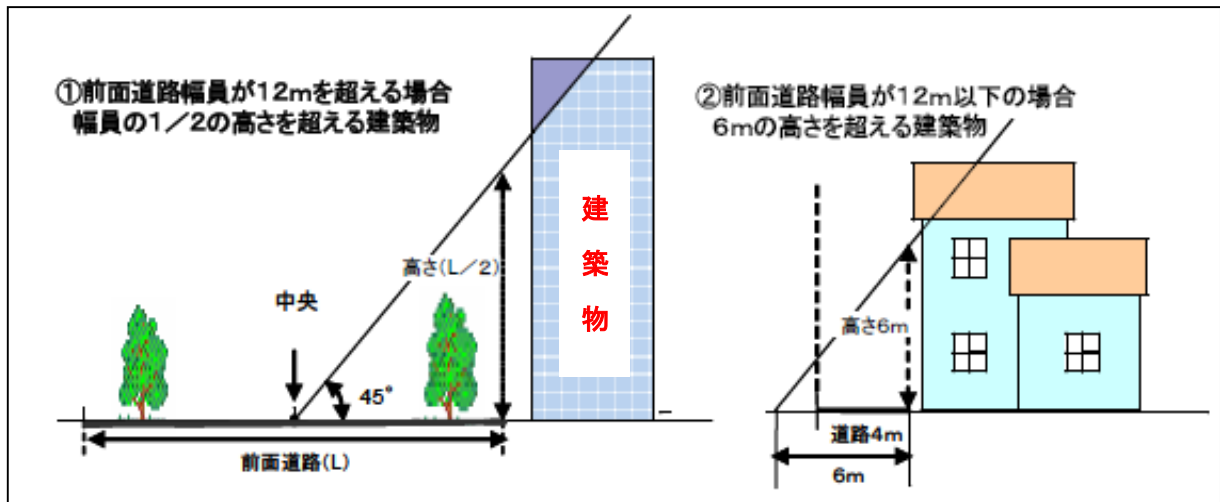 ①前面道路幅員が12mを超える場合
幅員の1/2の高さを超える建築物
高さ(L/2)
中央
45°
前面道路(L)
建
築
物
②前面道路幅員が12m以下の場合
6mの高さを超える建築物
高さ6m
道路4m
6m